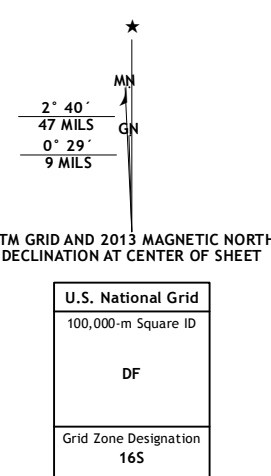 ★
MN
2° 40´
47 MILS
GN
0° 29´
9 MILS
TM GRID AND 2013 MAGNETIC NORTH
DECLINATION AT CENTER OF SHEET
U.S. National Grid
100,000-m Square ID
DF
Grid Zone Designation
16S